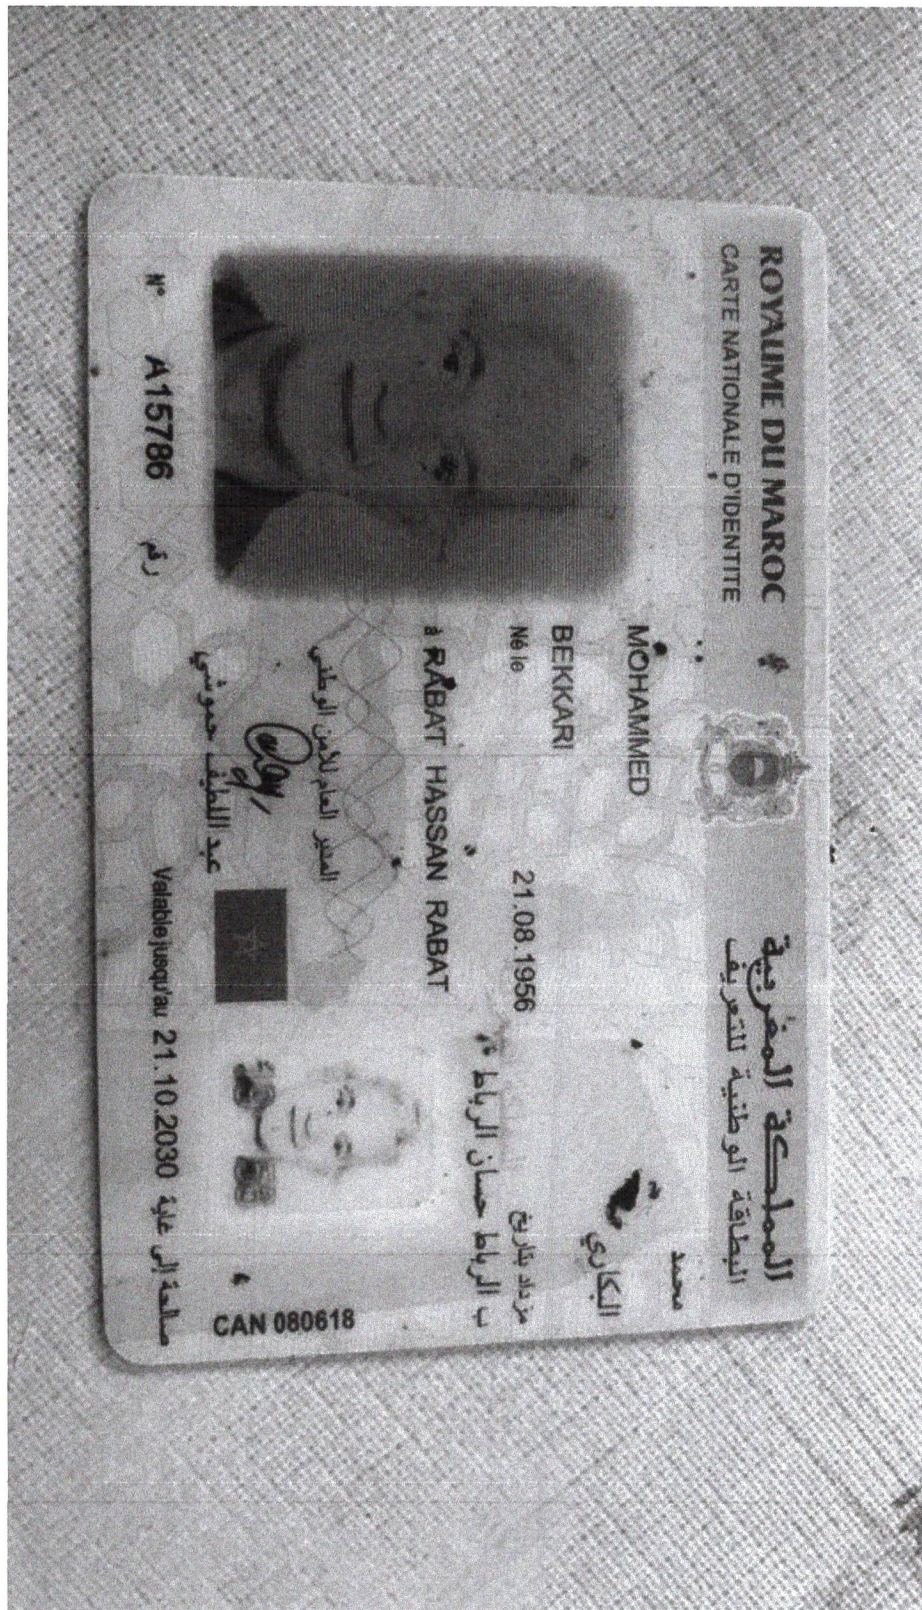 ROYAUME DU MAROC
المملكة المغربية
CARTE NATIONALE D'IDENTITE
البطاقة الوطنية للتعريف
محمد
MOHAMMED
البكاري
BEKKARI
Né le 21.08.1956 مزداد بتاريخ
ب الرباط حسان الرباط
à RABAT HASSAN RABAT
المدير العام للأمن الوطني
عبد اللطيف حموشي
CAN 080618
N° A15786 رقم
Valable jusqu'au 21.10.2030 صالحة إلى غاية